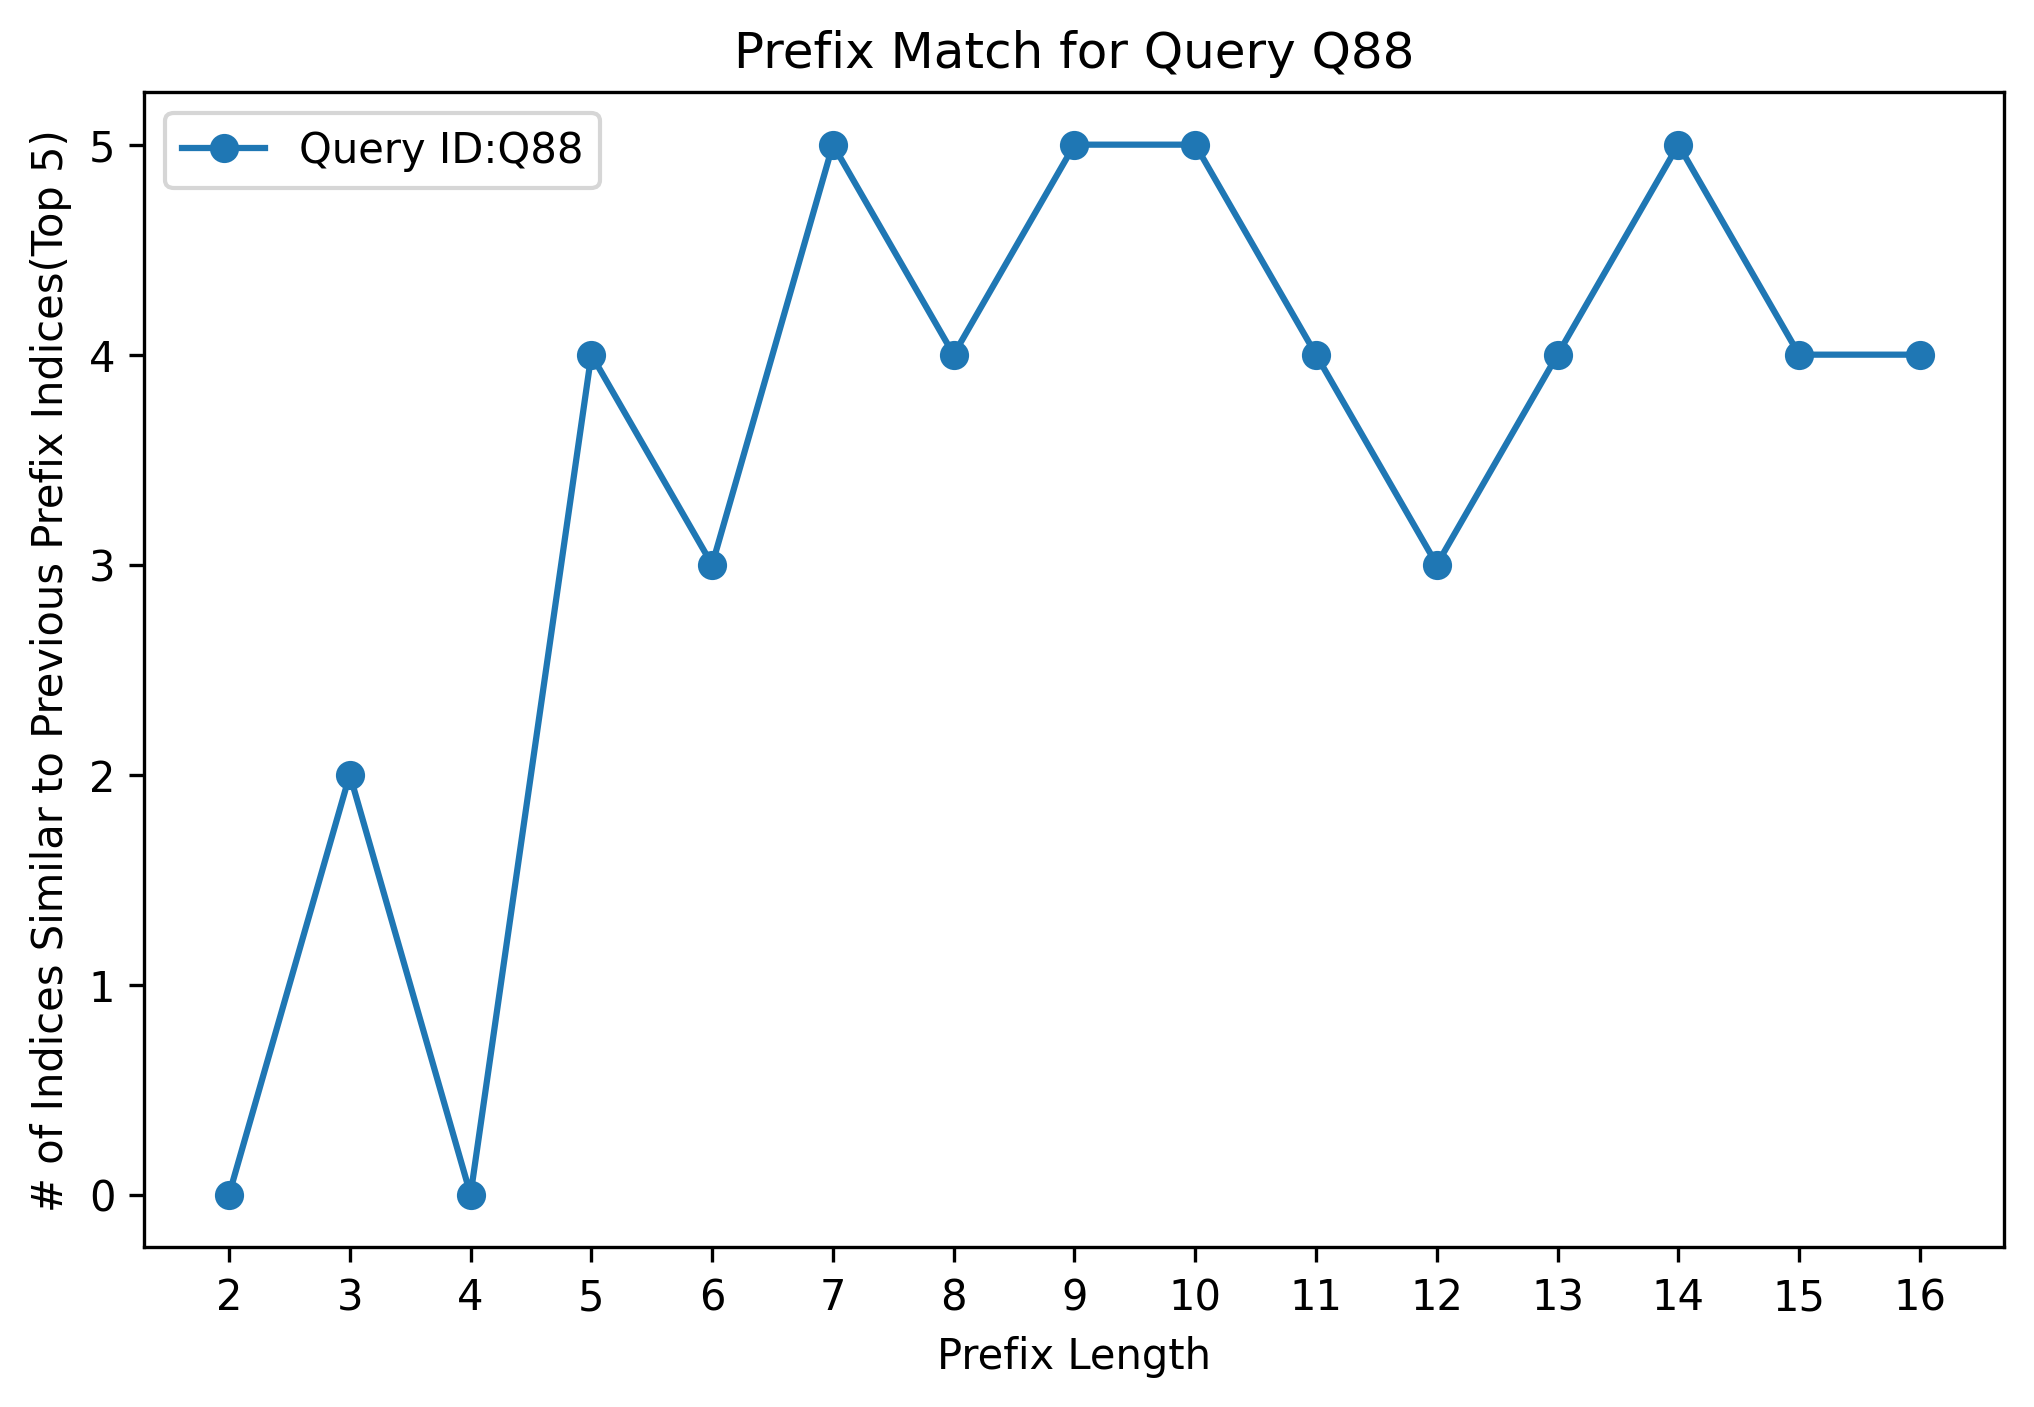 Prefix Match for Query Q88
Query ID:Q88
# of Indices Similar to Previous Prefix Indices(Top 5)
5
4
3
2
1
0
2 3 4 5 6 7 8 9 10 11 12 13 14 15 16
Prefix Length